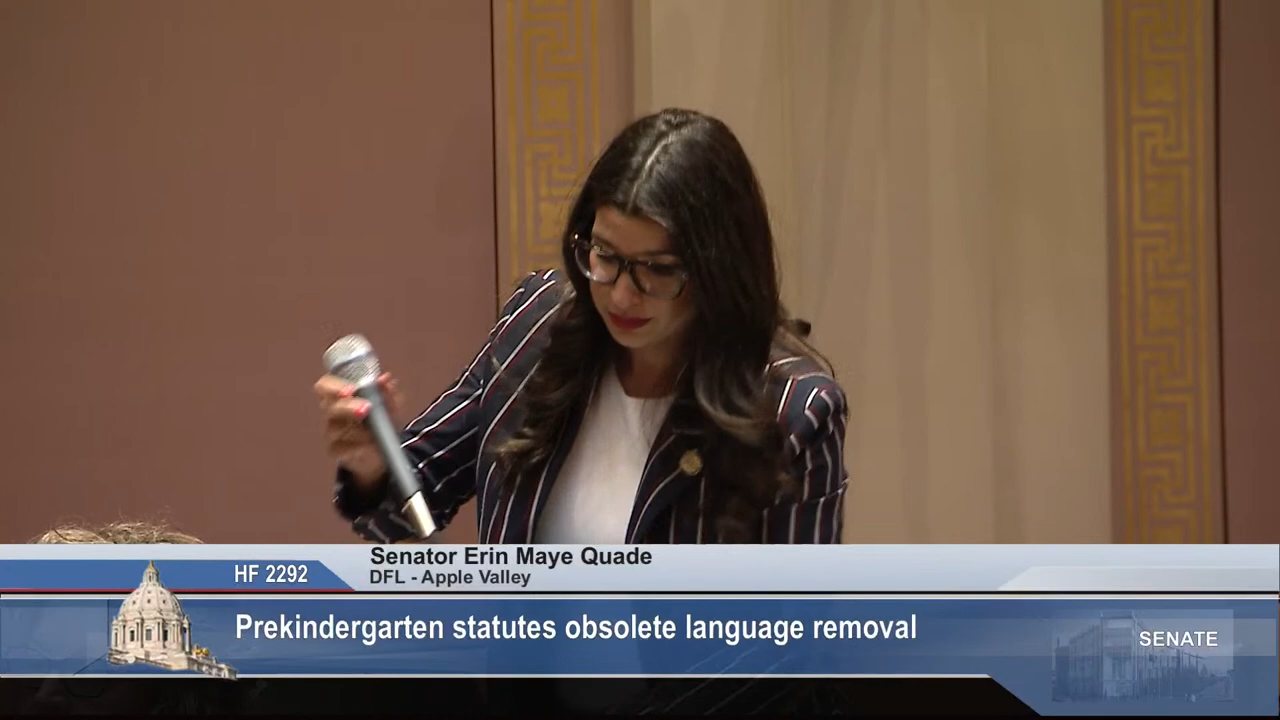 Senator Erin Maye Quade
HF 2292
DFL - Apple Valley
Prekindergarten statutes obsolete language removal
SENATE